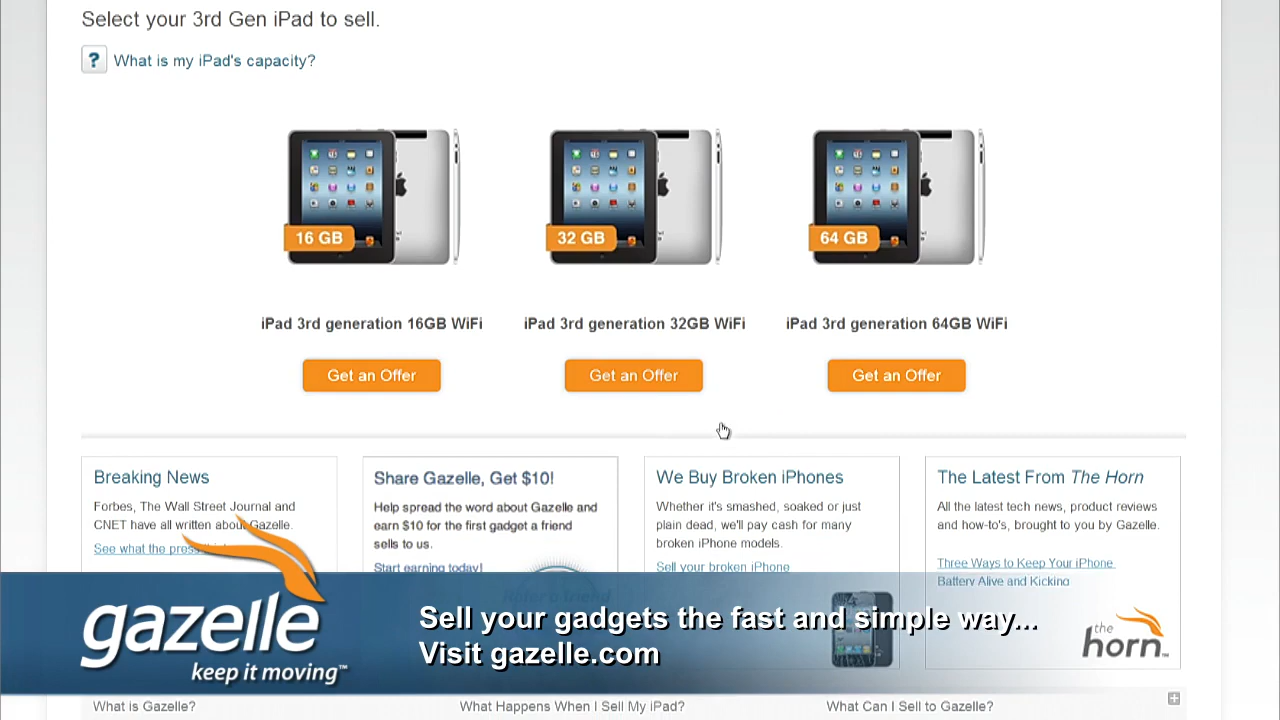 Select your 3rd Gen iPad to sell.
?
What is my iPad's capacity?
16 GB
32 GB
64 GB
iPad 3rd generation 16GB WiFi
iPad 3rd generation 32GB WiFi
iPad 3rd generation 64GB WiFi
Get an Offer
Get an Offer
Get an Offer
Breaking News
Forbes, The Wall Street Journal and
CNET have all written about Gazelle.
See what the press
Share Gazelle, Get $10!
Help spread the word about Gazelle and
earn $10 for the first gadget a friend
sells to us.
Start earning today!
We Buy Broken iPhones
Whether it's smashed, soaked or just
plain dead, we'll pay cash for many
broken iPhone models.
Sell your broken iPhone
The Latest From The Horn
All the latest tech news, product reviews
and how-to's, brought to you by Gazelle.
Three Ways to Keep Your iPhone
Battery Alive and Kicking
the
horn™
gazelle
keep it moving™
Sell your gadgets the fast and simple way...
Visit gazelle.com
What is Gazelle?
What Happens When I Sell My iPad?
What Can I Sell to Gazelle?